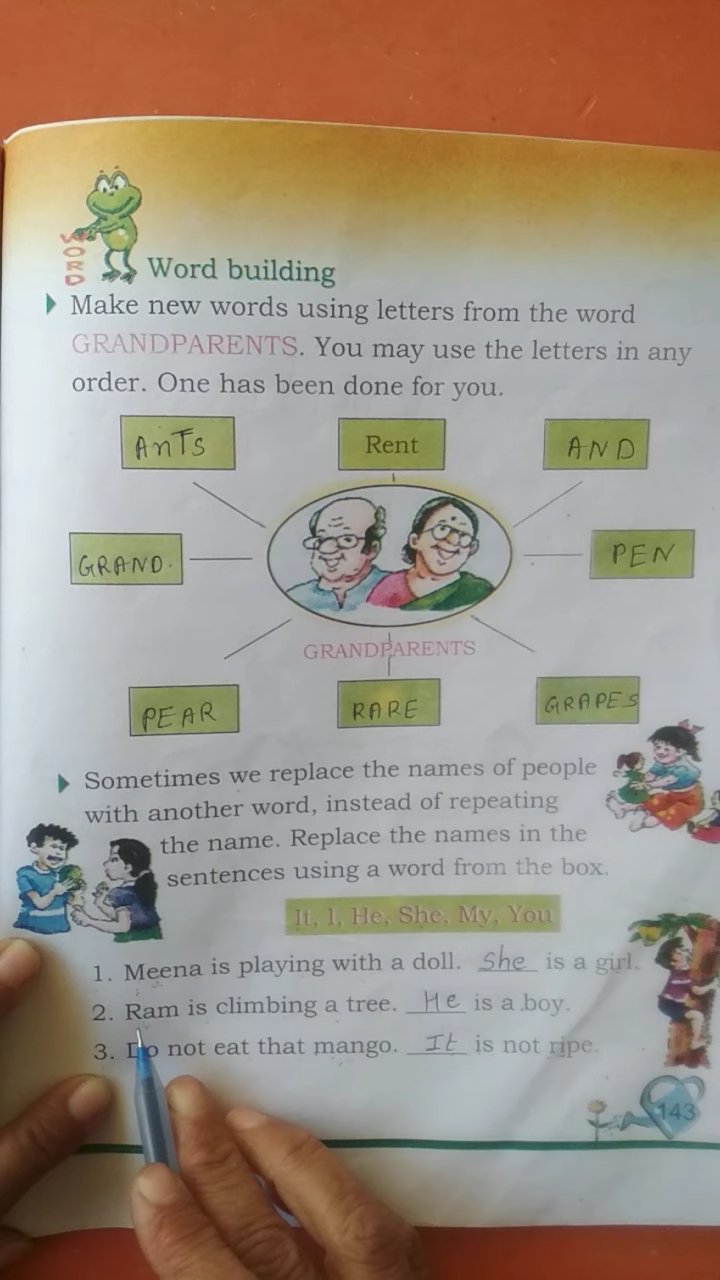 WORD
Word building
Make new words using letters from the word
GRANDPARENTS. You may use the letters in any
order. One has been done for you.
AnTS Rent AND
GRAND. PEN
GRANDPARENTS
PEAR RARE GRAPES
Sometimes we replace the names of people
with another word, instead of repeating
the name. Replace the names in the
sentences using a word from the box.
It, I, He, She, My, You
1. Meena is playing with a doll. She is a girl.
2. Ram is climbing a tree. He is a boy.
3. Do not eat that mango. It is not ripe.
143